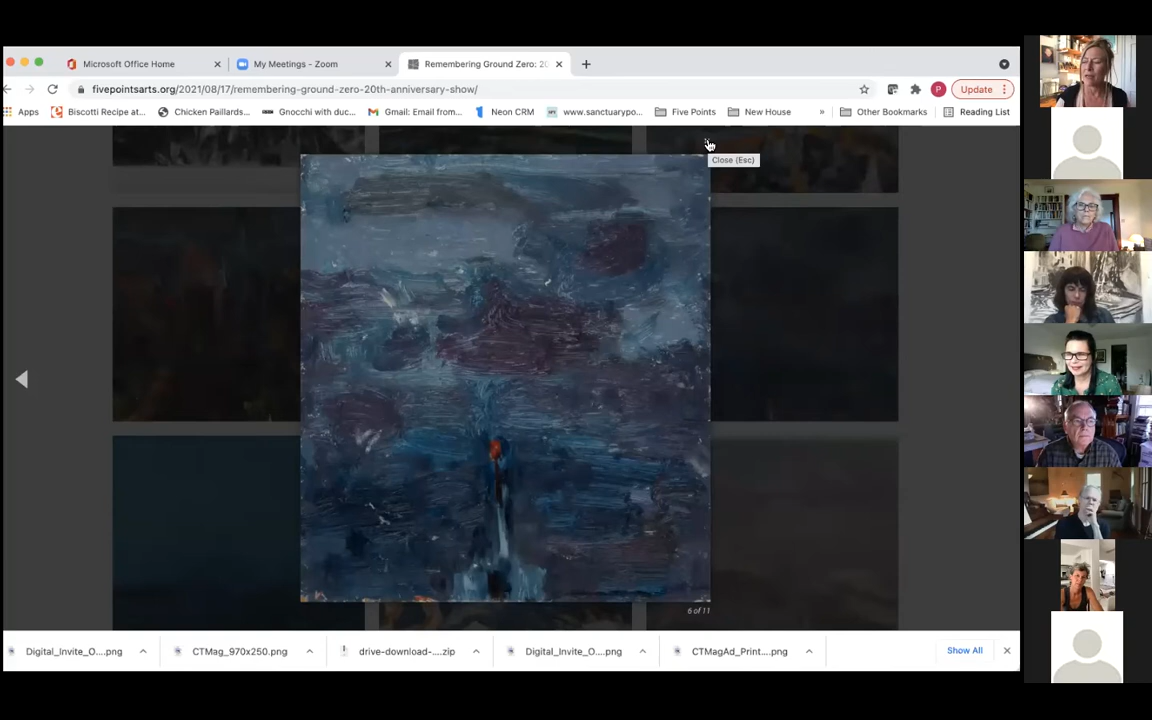 Microsoft Office Home
My Meetings - Zoom
Remembering Ground Zero: 20
fivepointsarts.org/2021/08/17/remembering-ground-zero-20th-anniversary-show/
P
Update
Apps
Biscotti Recipe at...
Chicken Paillards...
Gnocchi with duc...
Gmail: Email from...
Neon CRM
www.sanctuarypo...
Five Points
New House
»
Other Bookmarks
Reading List
Close (Esc)
6 of 11
Digital_Invite_O....png
CTMag_970x250.png
drive-download-....zip
Digital_Invite_O....png
CTMagAd_Print....png
Show All